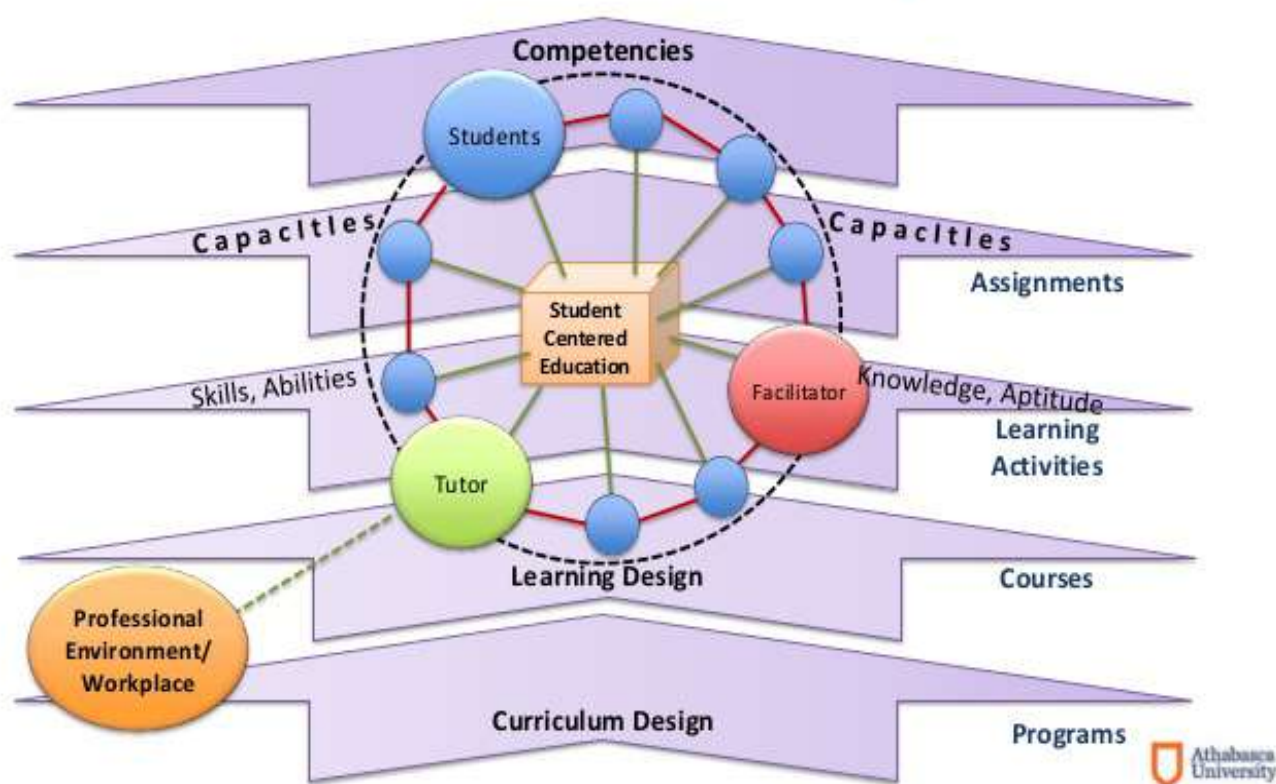 Competencies
Students
Capacities
Capacities
Assignments
Student
Centered
Education
Skills, Abilities
Facilitator
Knowledge, Aptitude
Learning
Activities
Tutor
Learning Design
Courses
Professional
Environment/
Workplace
Curriculum Design
Programs
Athabasca
University